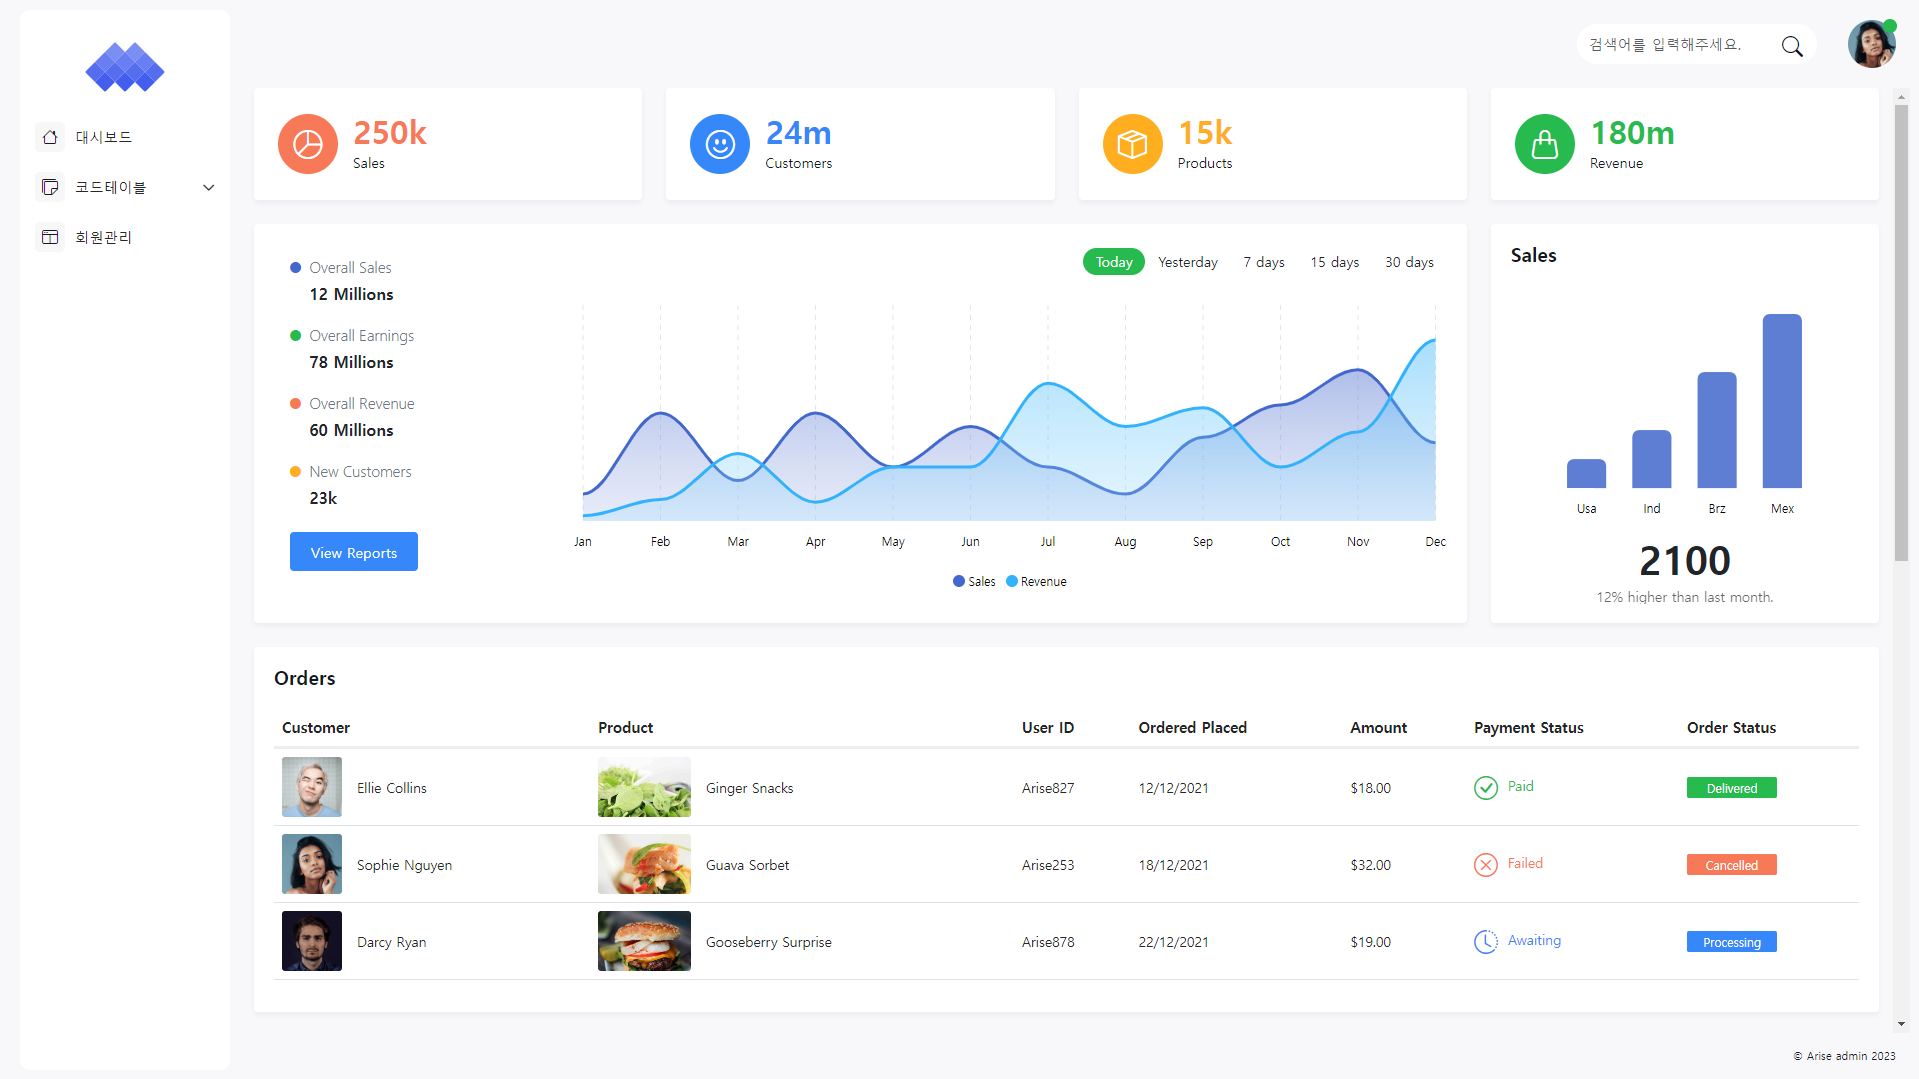 검색어를 입력해주세요.
대시보드
코드테이블
회원관리
250k
Sales
24m
Customers
15k
Products
180m
Revenue
Overall Sales
12 Millions
Overall Earnings
78 Millions
Overall Revenue
60 Millions
New Customers
23k
View Reports
Today Yesterday 7 days 15 days 30 days
Jan Feb Mar Apr May Jun Jul Aug Sep Oct Nov Dec
Sales Revenue
Sales
Usa Ind Brz Mex
2100
12% higher than last month.
Orders
Customer Product User ID Ordered Placed Amount Payment Status Order Status
Ellie Collins Ginger Snacks Arise827 12/12/2021 $18.00 Paid Delivered
Sophie Nguyen Guava Sorbet Arise253 18/12/2021 $32.00 Failed Cancelled
Darcy Ryan Gooseberry Surprise Arise878 22/12/2021 $19.00 Awaiting Processing
© Arise admin 2023